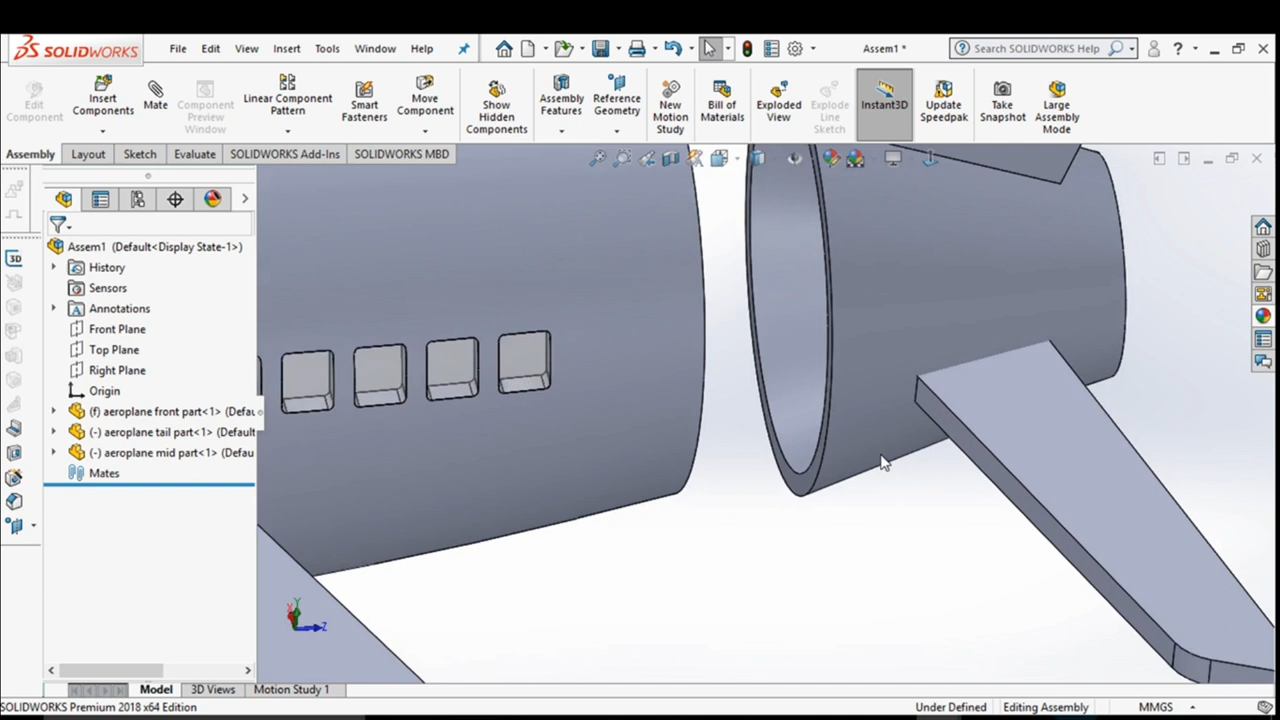 SOLIDWORKS File Edit View Insert Tools Window Help Assem1 * Search SOLIDWORKS Help
Edit Component
Insert Components
Mate
Component Preview Window
Linear Component Pattern
Smart Fasteners
Move Component
Show Hidden Components
Assembly Features
Reference Geometry
New Motion Study
Bill of Materials
Exploded View
Explode Line Sketch
Instant3D
Update Speedpak
Take Snapshot
Large Assembly Mode
Assembly Layout Sketch Evaluate SOLIDWORKS Add-Ins SOLIDWORKS MBD
Assem1 (Default<Display State-1>)
3D
History
Sensors
Annotations
Front Plane
Top Plane
Right Plane
Origin
(f) aeroplane front part<1> (Defau
(-) aeroplane tail part<1> (Default
(-) aeroplane mid part<1> (Defau
Mates
Y
X
Z
Model 3D Views Motion Study 1
SOLIDWORKS Premium 2018 x64 Edition Under Defined Editing Assembly MMGS